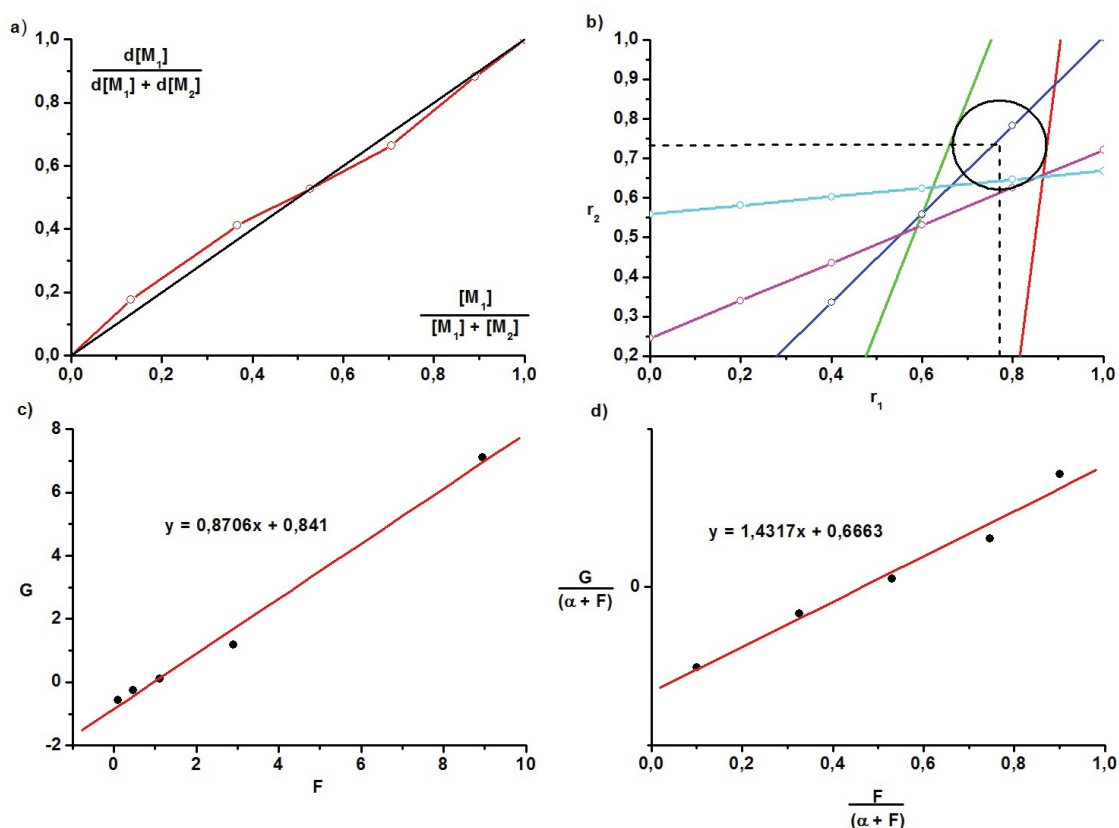 a)
d[M₁]
d[M₁] + d[M₂]
1,0
0,8
0,6
0,4
0,2
0,0
[M₁]
[M₁] + [M₂]
0,0 0,2 0,4 0,6 0,8 1,0
b)
r₂
1,0
0,9
0,8
0,7
0,6
0,5
0,4
0,3
0,2
0,0 0,2 0,4 0,6 0,8 1,0
r₁
c)
G
8
6
4
2
0
-2
y = 0,8706x + 0,841
0 2 4 6 8 10
F
d)
G
(α + F)
0
y = 1,4317x + 0,6663
0,0 0,2 0,4 0,6 0,8 1,0
F
(α + F)